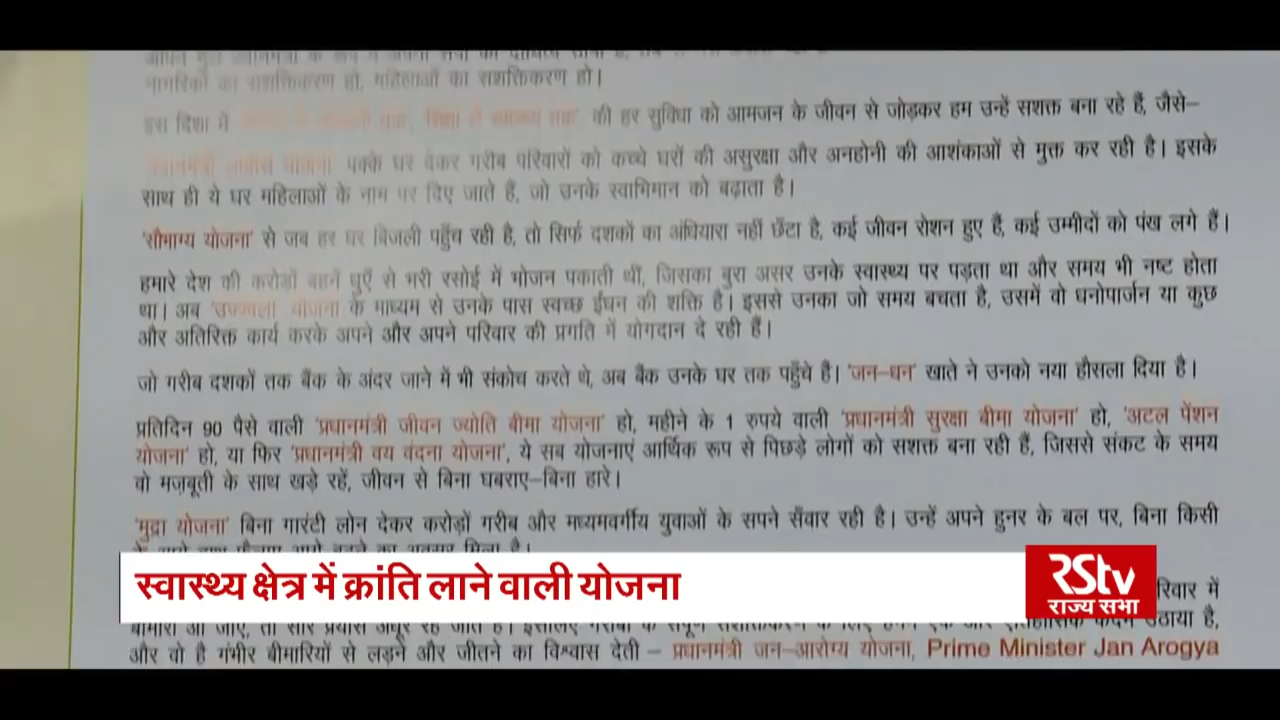 नागरिकों का सशक्तिकरण हो, महिलाओं का सशक्तिकरण हो।
इस दिशा में की हर सुविधा को आमजन के जीवन से जोड़कर हम उन्हें सशक्त बना रहे हैं, जैसे–
पक्के घर देकर गरीब परिवारों को कच्चे घरों की असुरक्षा और अनहोनी की आशंकाओं से मुक्त कर रही है। इसके
साथ ही ये घर महिलाओं के नाम पर दिए जाते हैं, जो उनके स्वाभिमान को बढ़ाता है।
'सौभाग्य योजना' से जब हर घर बिजली पहुँच रही है, तो सिर्फ दशकों का अंधियारा नहीं छँटा है, कई जीवन रोशन हुए हैं, कई उम्मीदों को पंख लगे हैं।
हमारे देश की करोड़ों बहनें धुएँ से भरी रसोई में भोजन पकाती थीं, जिसका बुरा असर उनके स्वास्थ्य पर पड़ता था और समय भी नष्ट होता
था। अब 'उज्ज्वला योजना' के माध्यम से उनके पास स्वच्छ ईंधन की शक्ति है। इससे उनका जो समय बचता है, उसमें वो धनोपार्जन या कुछ
और अतिरिक्त कार्य करके अपने और अपने परिवार की प्रगति में योगदान दे रही हैं।
जो गरीब दशकों तक बैंक के अंदर जाने में भी संकोच करते थे, अब बैंक उनके घर तक पहुँचे हैं। 'जन–धन' खाते ने उनको नया हौसला दिया है।
प्रतिदिन 90 पैसे वाली 'प्रधानमंत्री जीवन ज्योति बीमा योजना' हो, महीने के 1 रुपये वाली 'प्रधानमंत्री सुरक्षा बीमा योजना' हो, 'अटल पेंशन
योजना' हो, या फिर 'प्रधानमंत्री वय वंदना योजना', ये सब योजनाएं आर्थिक रूप से पिछड़े लोगों को सशक्त बना रही हैं, जिससे संकट के समय
वो मज़बूती के साथ खड़े रहें, जीवन से बिना घबराए–बिना हारे।
'मुद्रा योजना' बिना गारंटी लोन देकर करोड़ों गरीब और मध्यमवर्गीय युवाओं के सपने सँवार रही है। उन्हें अपने हुनर के बल पर, बिना किसी
स्वास्थ्य क्षेत्र में क्रांति लाने वाली योजना
RSTV
राज्य सभा
रिवार में
उठाया है,
और वो है गंभीर बीमारियों से लड़ने और जीतने का विश्वास देती – प्रधानमंत्री जन–आरोग्य योजना, Prime Minister Jan Arogya